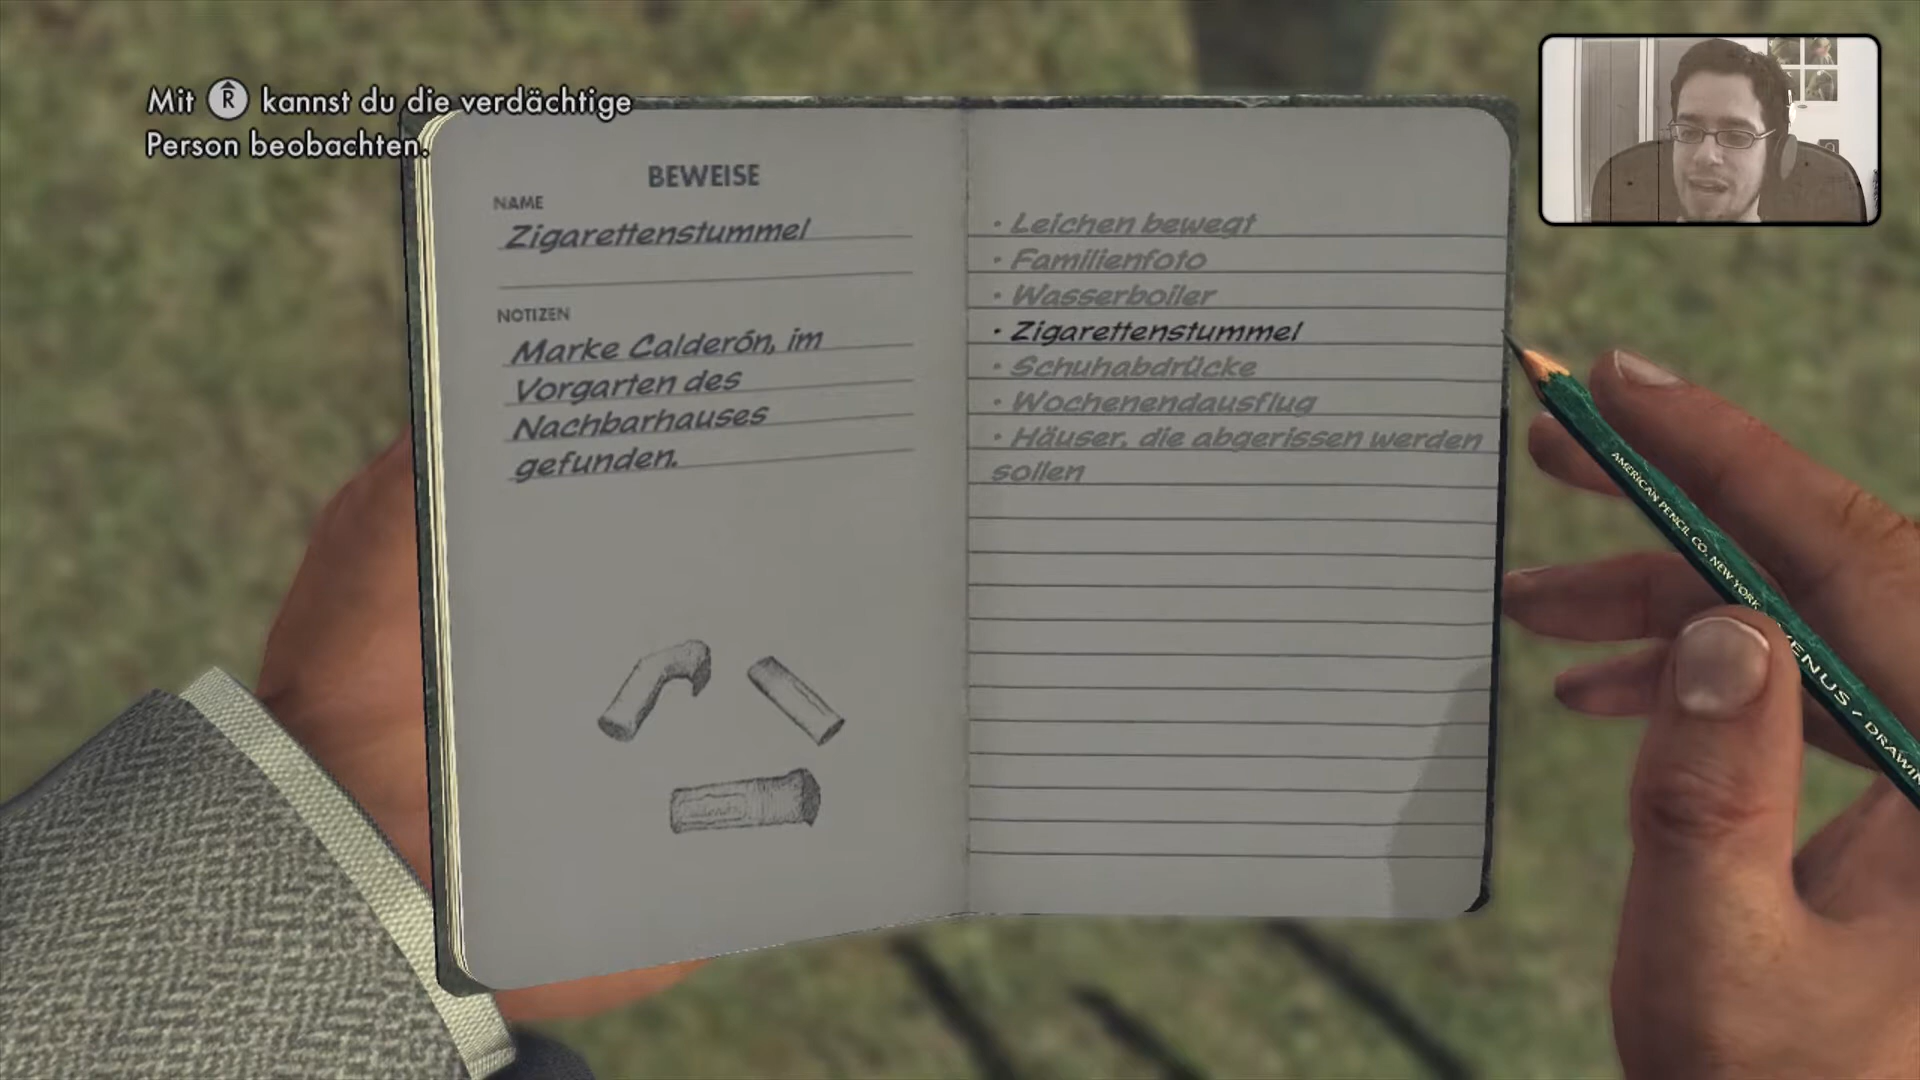 Mit R kannst du die verdächtige
Person beobachten.
BEWEISE
NAME
Zigarettenstummel
NOTIZEN
Marke Calderón, im
Vorgarten des
Nachbarhauses
gefunden.
• Leichen bewegt
• Familienfoto
• Wasserboiler
• Zigarettenstummel
• Schuhabdrücke
• Wochenendausflug
• Häuser, die abgerissen werden
sollen
AMERICAN PENCIL CO. NEW YORK
VENUS / DRAWIN